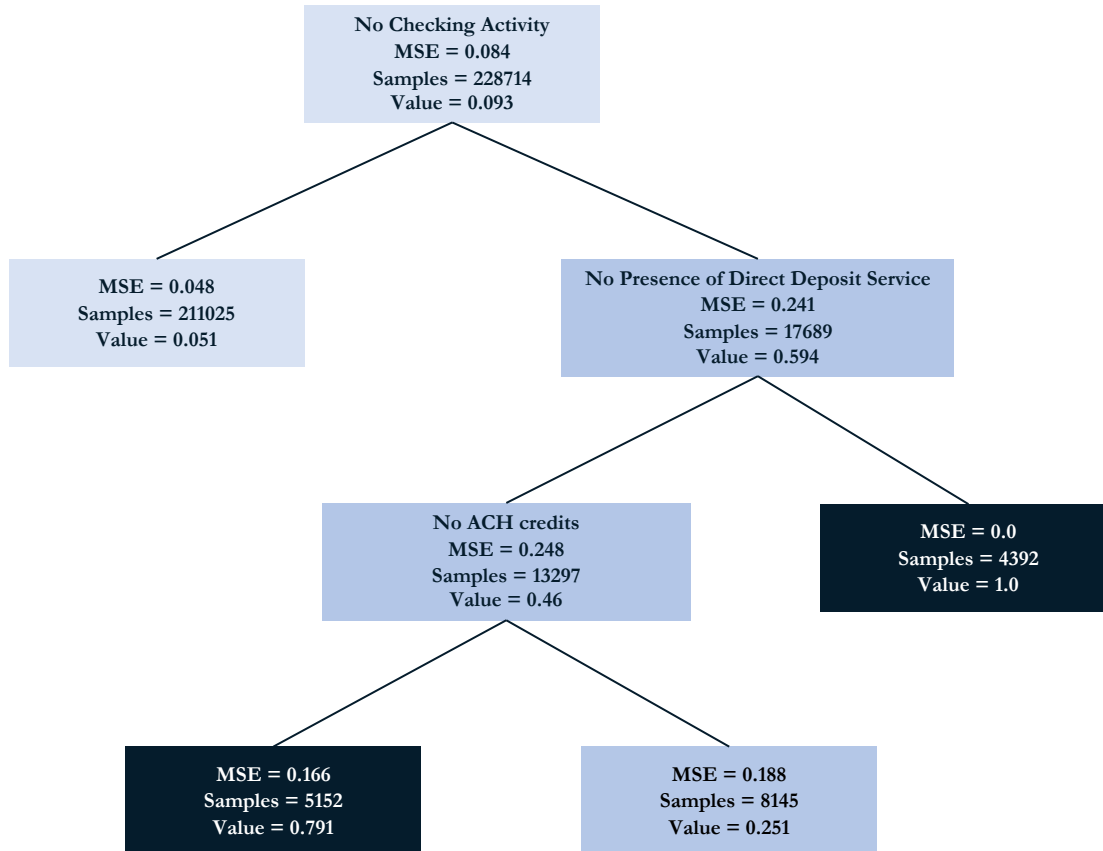 No Checking Activity
MSE = 0.084
Samples = 228714
Value = 0.093
MSE = 0.048
Samples = 211025
Value = 0.051
No Presence of Direct Deposit Service
MSE = 0.241
Samples = 17689
Value = 0.594
No ACH credits
MSE = 0.248
Samples = 13297
Value = 0.46
MSE = 0.0
Samples = 4392
Value = 1.0
MSE = 0.166
Samples = 5152
Value = 0.791
MSE = 0.188
Samples = 8145
Value = 0.251